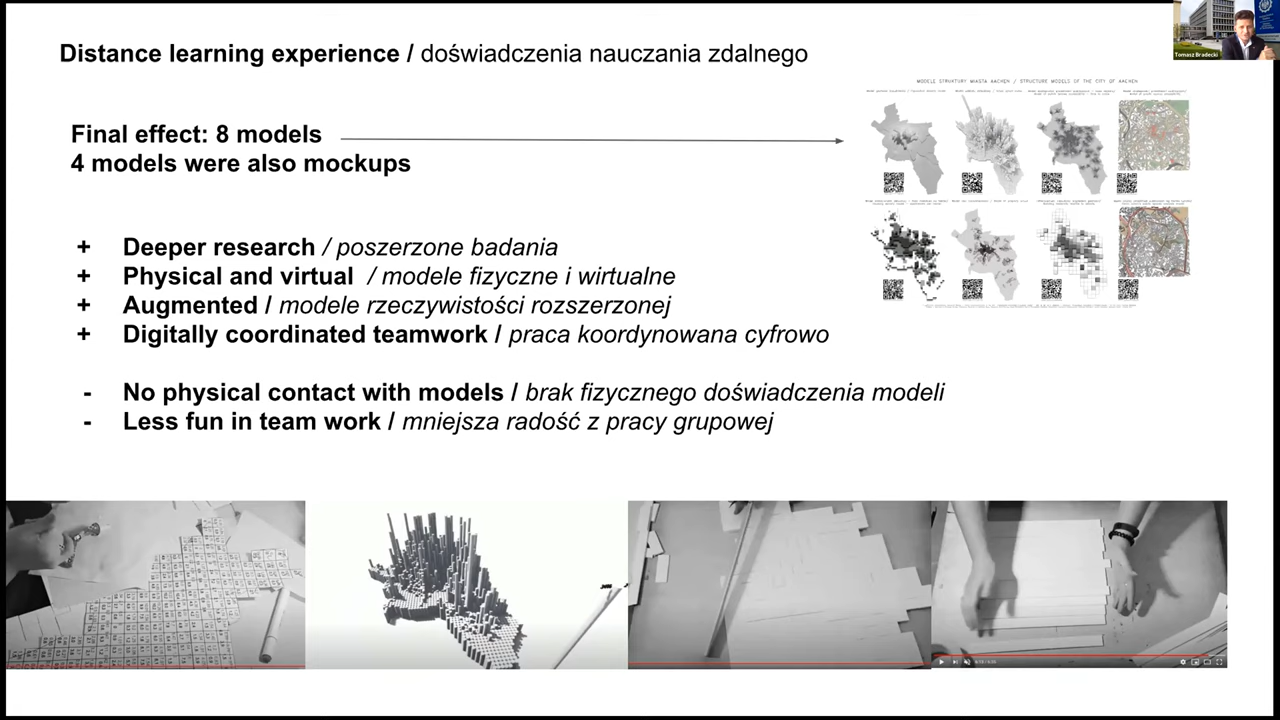 Distance learning experience / doświadczenia nauczania zdalnego
Tomasz Bradecki
MODELE STRUKTURY MIASTA AACHEN / STRUCTURE MODELS OF THE CITY OF AACHEN
Final effect: 8 models
4 models were also mockups
+ Deeper research / poszerzone badania
+ Physical and virtual / modele fizyczne i wirtualne
+ Augmented / modele rzeczywistości rozszerzonej
+ Digitally coordinated teamwork / praca koordynowana cyfrowo
- No physical contact with models / brak fizycznego doświadczenia modeli
- Less fun in team work / mniejsza radość z pracy grupowej